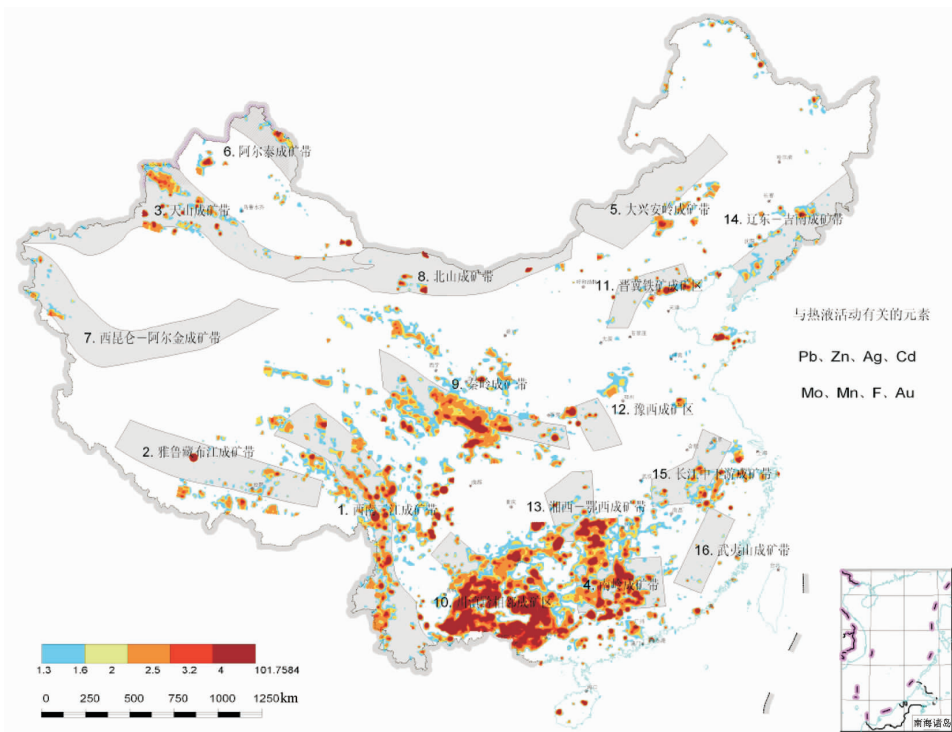 6. 阿尔泰成矿带
3. 天山成矿带
5. 大兴安岭成矿带
14. 辽东-吉南成矿带
8. 北山成矿带
11. 晋冀铁矿成矿区
7. 西昆仑-阿尔金成矿带
与热液活动有关的元素
Pb、Zn、Ag、Cd
Mo、Mn、F、Au
9. 秦岭成矿带
12. 豫西成矿区
2. 雅鲁藏布江成矿带
15. 长江中下游成矿带
1. 西南三江成矿带
13. 湘西-鄂西成矿带
16. 武夷山成矿带
4. 南岭成矿带
10. 成矿区
1.3 1.6 2 2.5 3.2 4 101.7584
0 250 500 750 1000 1250km
南海诸岛